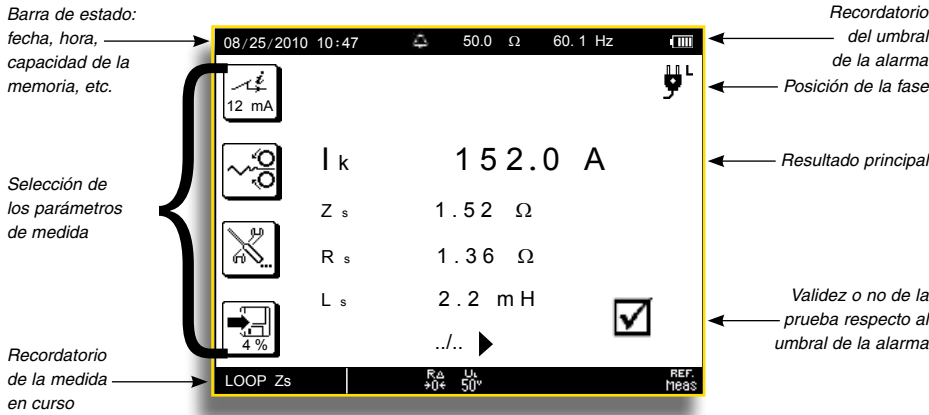 Barra de estado:
fecha, hora,
capacidad de la
memoria, etc.
Selección de
los parámetros
de medida
Recordatorio
de la medida
en curso
08/25/2010 10:47 50.0 Ω 60.1 Hz
12 mA
L
Ik 152.0 A
Zs 1.52 Ω
Rs 1.36 Ω
Ls 2.2 mH
4 %
../..
LOOP Zs
RΔ
→0←
UL
50v
REF.
Meas
Recordatorio
del umbral
de la alarma
Posición de la fase
Resultado principal
Validez o no de la
prueba respecto al
umbral de la alarma